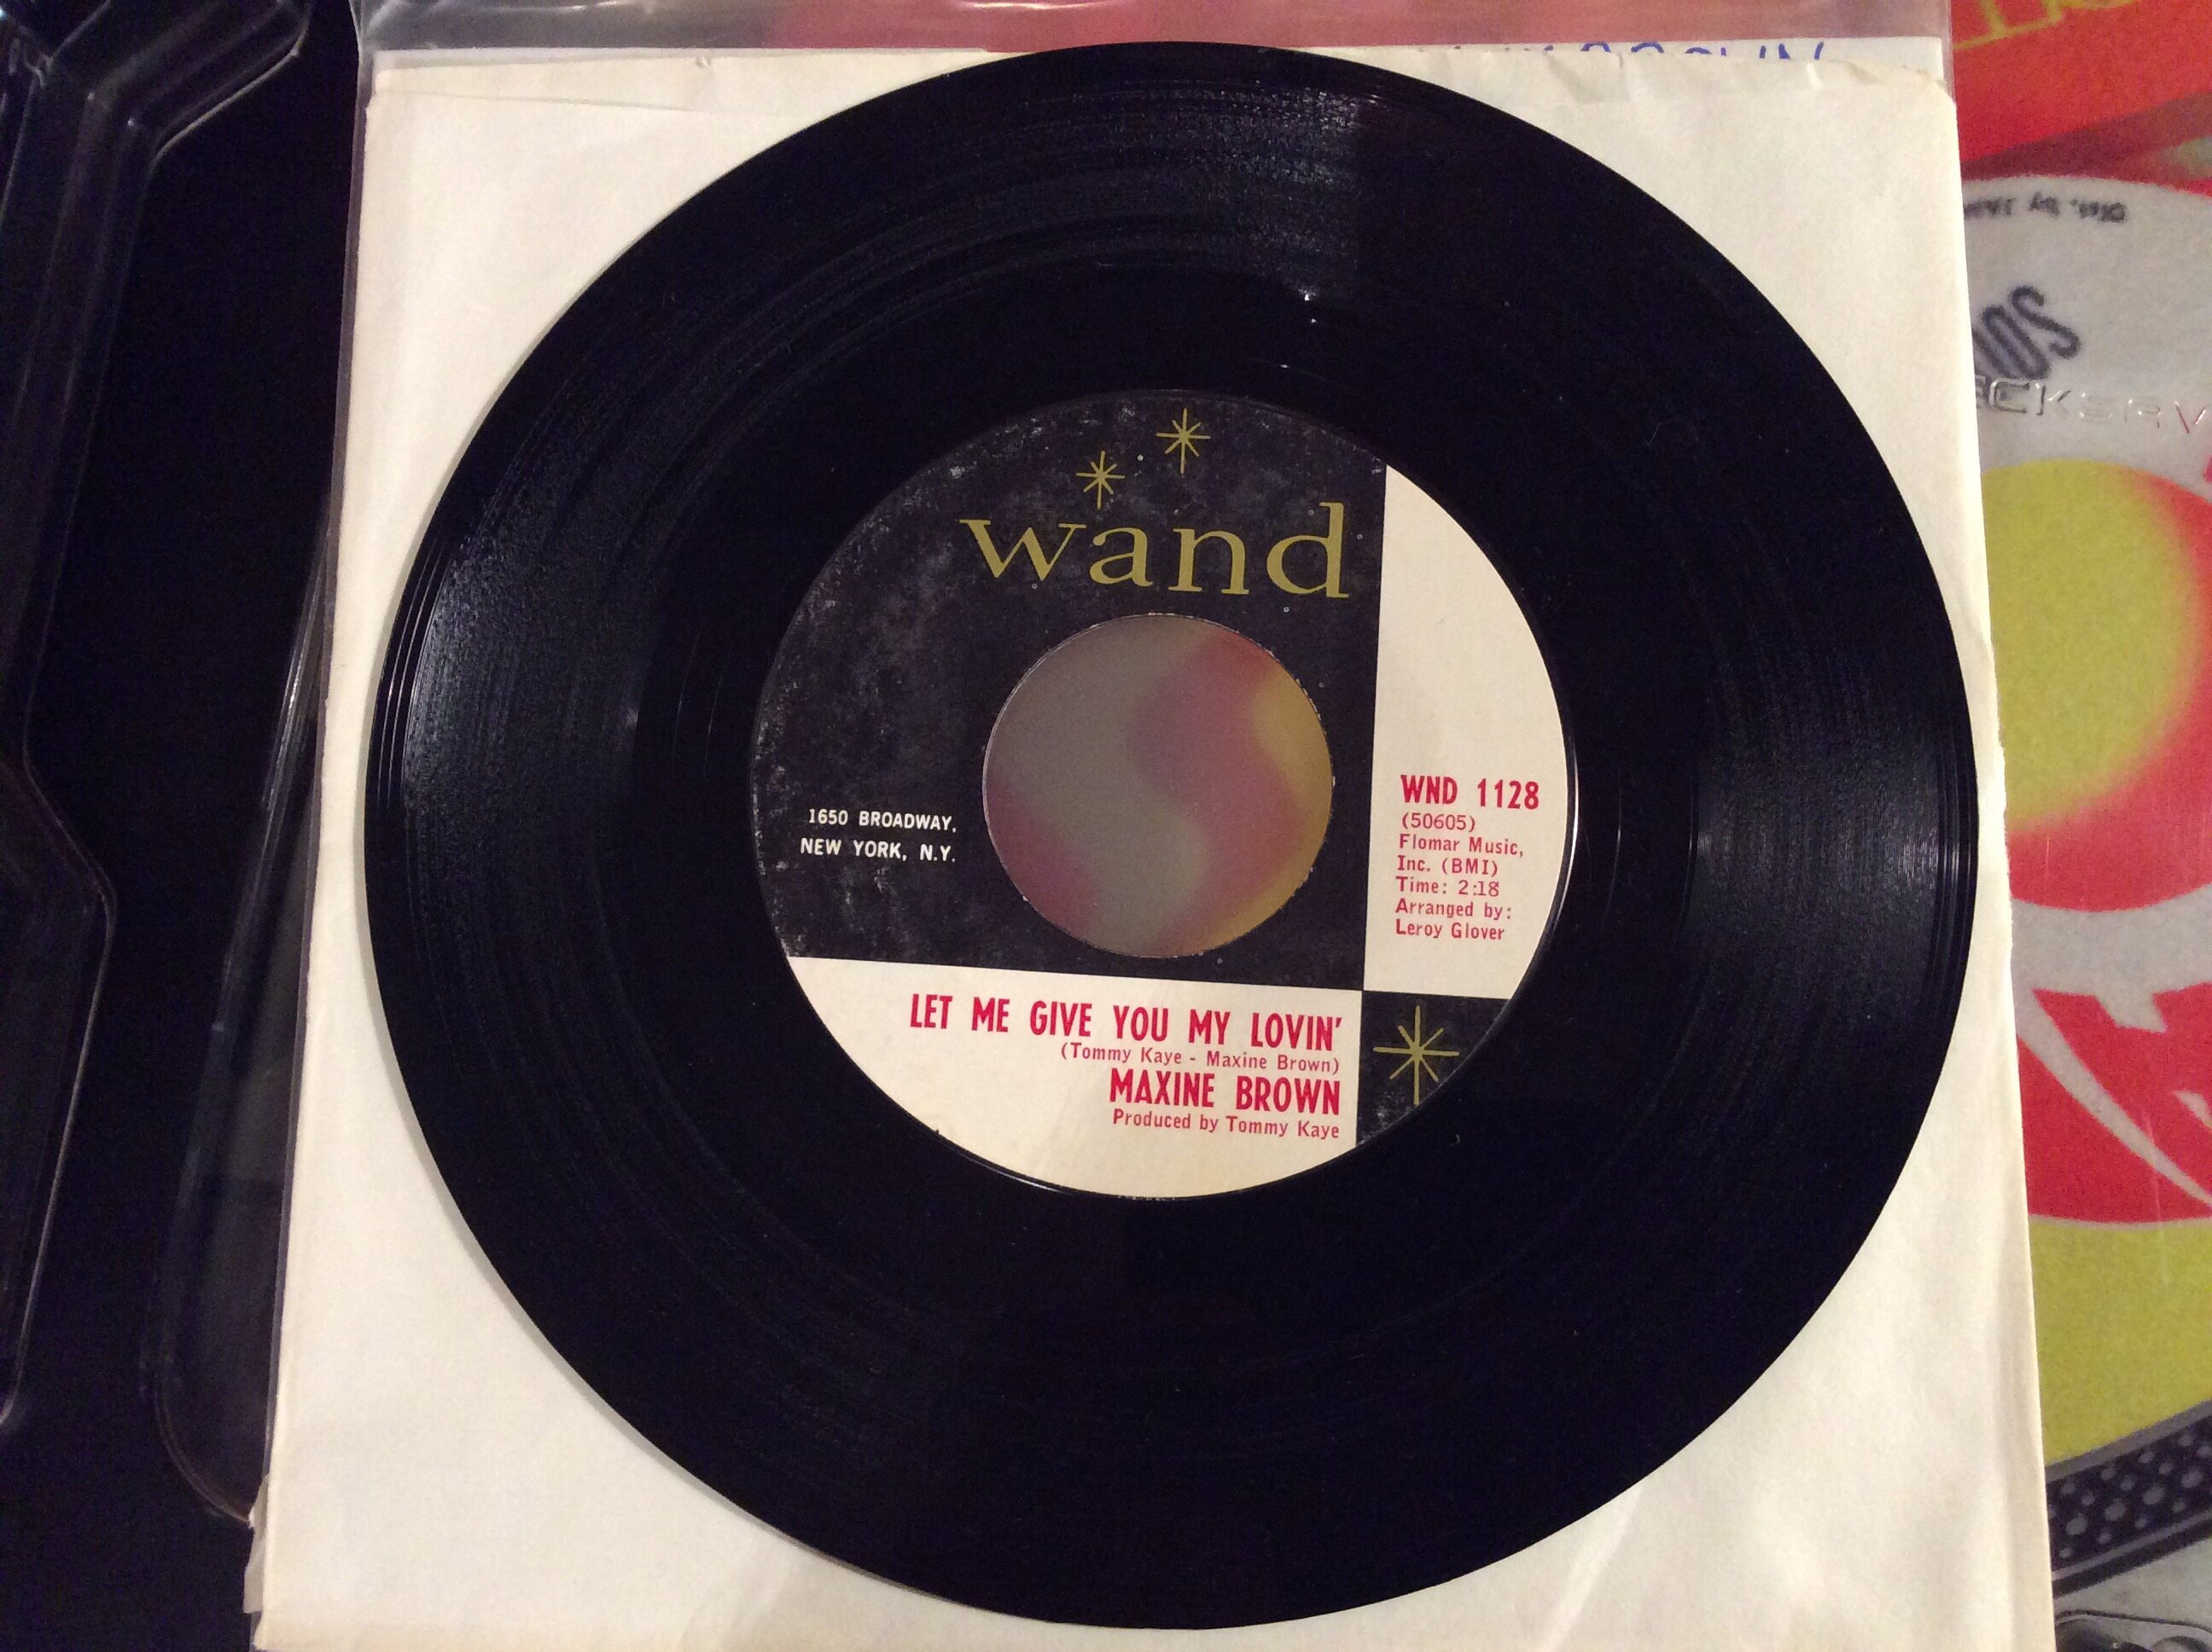 wand
1650 BROADWAY,
NEW YORK, N.Y.
WND 1128
(50605)
Flomar Music,
Inc. (BMI)
Time: 2:18
Arranged by:
Leroy Glover
LET ME GIVE YOU MY LOVIN'
(Tommy Kaye - Maxine Brown)
MAXINE BROWN
Produced by Tommy Kaye